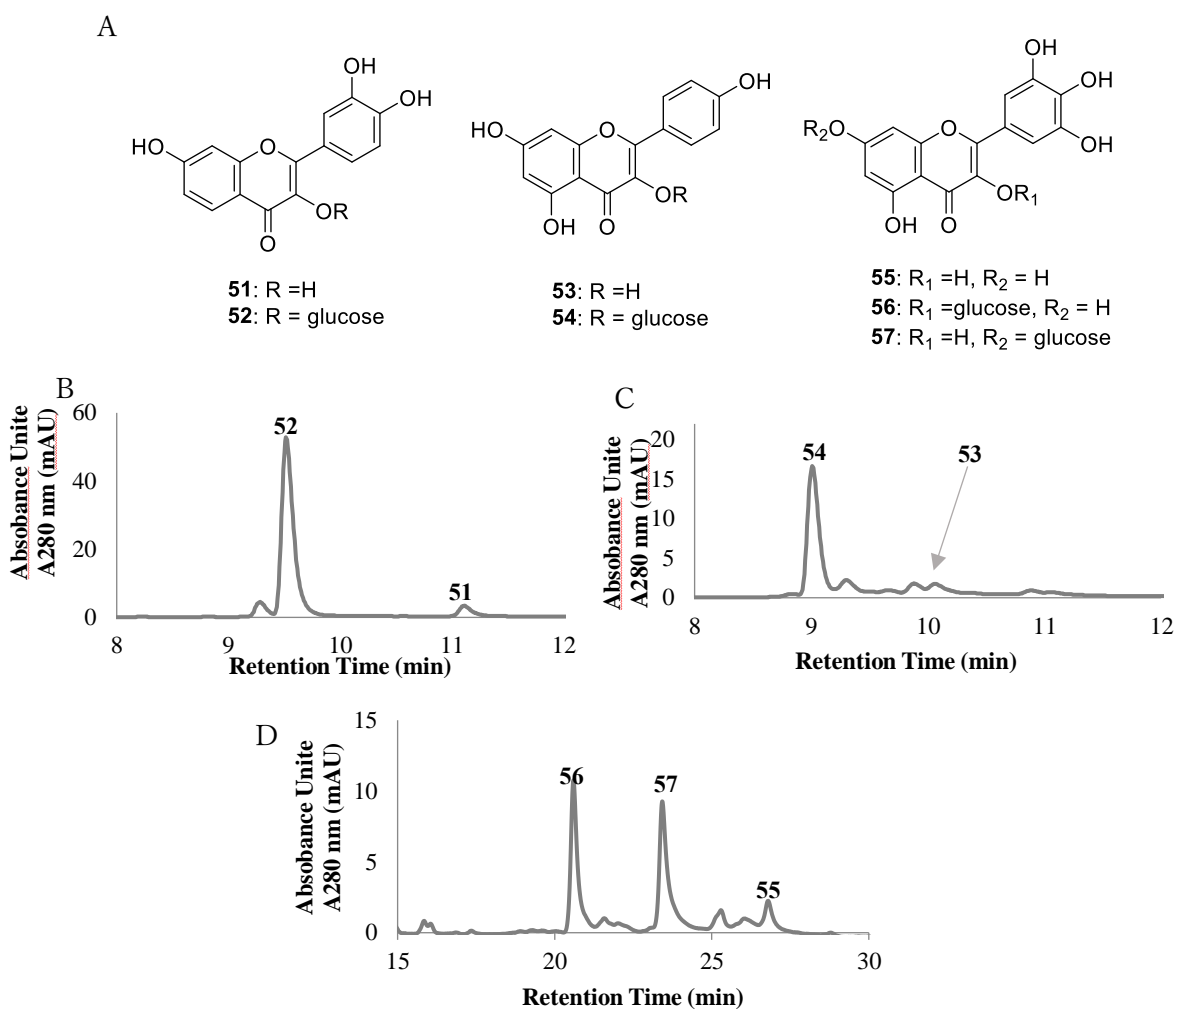 A
OH
OH
HO
O
OR
O
51: R =H
52: R = glucose
OH
HO
O
OR
OH
O
53: R =H
54: R = glucose
OH
OH
OH
R₂O
O
OR₁
OH
O
55: R₁ =H, R₂ = H
56: R₁ =glucose, R₂ = H
57: R₁ =H, R₂ = glucose
B
Absobance Unite
A280 nm (mAU)
60
40
20
0
52
51
8 9 10 11 12
Retention Time (min)
C
Absobance Unite
A280 nm (mAU)
20
15
10
5
0
54
53
8 9 10 11 12
Retention Time (min)
D
Absobance Unite
A280 nm (mAU)
15
10
5
0
56
57
55
15 20 25 30
Retention Time (min)